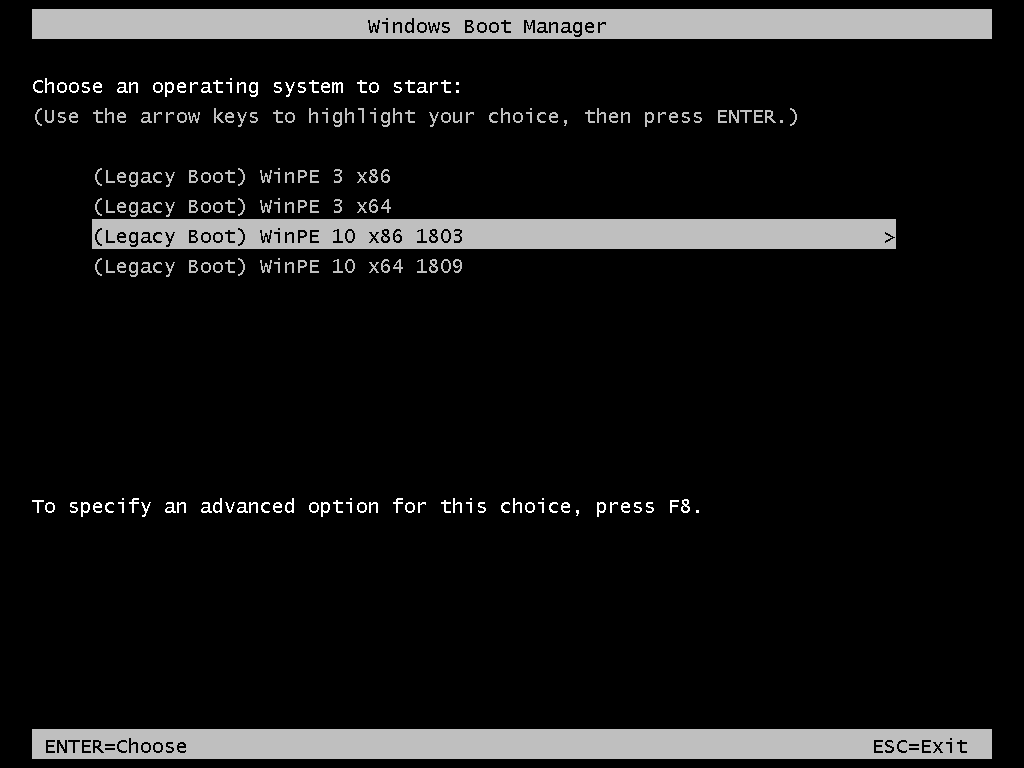 Windows Boot Manager
Choose an operating system to start:
(Use the arrow keys to highlight your choice, then press ENTER.)
(Legacy Boot) WinPE 3 x86
(Legacy Boot) WinPE 3 x64
(Legacy Boot) WinPE 10 x86 1803 >
(Legacy Boot) WinPE 10 x64 1809
To specify an advanced option for this choice, press F8.
ENTER=Choose ESC=Exit